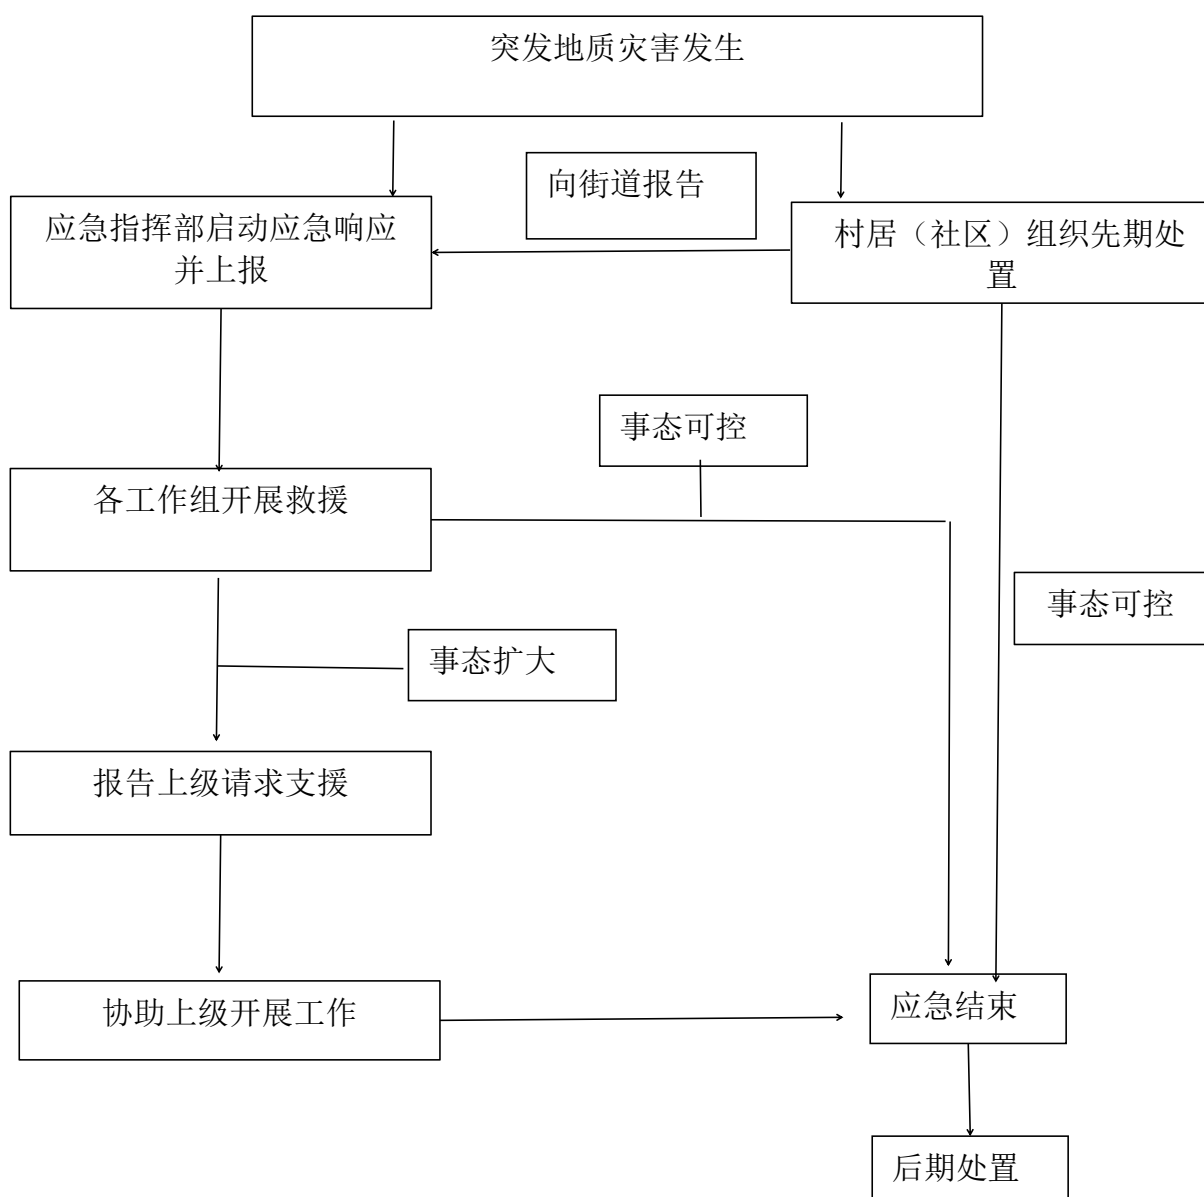 突发地质灾害发生
向街道报告
应急指挥部启动应急响应
并上报
村居（社区）组织先期处
置
事态可控
各工作组开展救援
事态可控
事态扩大
报告上级请求支援
协助上级开展工作
应急结束
后期处置